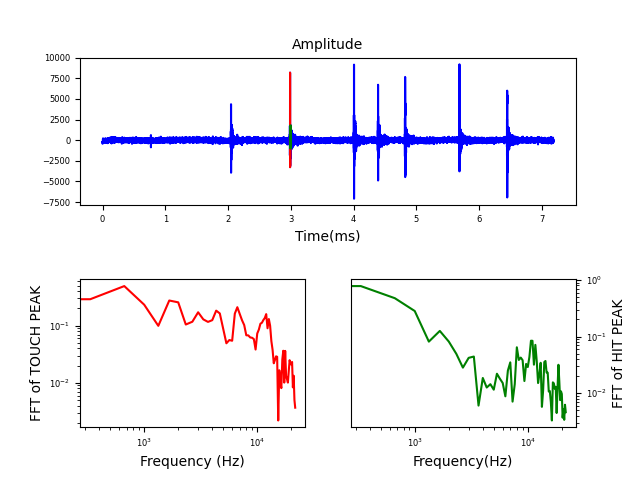 Amplitude
10000
7500
5000
2500
0
−2500
−5000
−7500
0 1 2 3 4 5 6 7
Time(ms)
FFT of TOUCH PEAK
10⁻¹
10⁻²
10³ 10⁴
Frequency (Hz)
10⁰
10⁻¹
10⁻²
FFT of HIT PEAK
10³ 10⁴
Frequency(Hz)